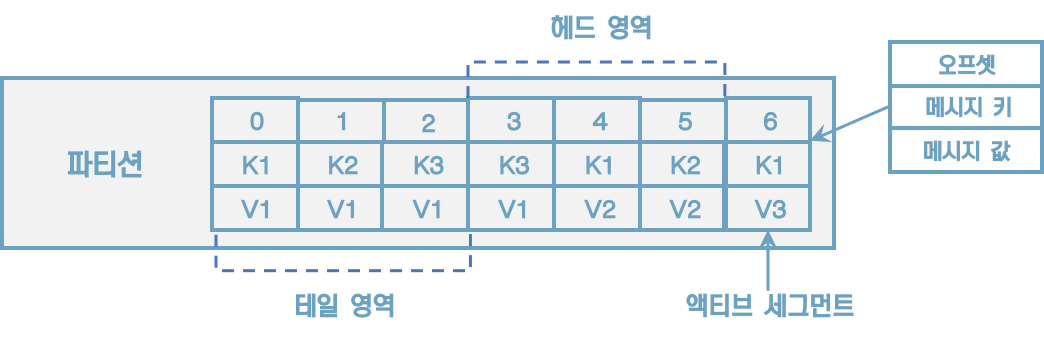 헤드 영역
오프셋
메시지 키
메시지 값
파티션
0 1 2 3 4 5 6
K1 K2 K3 K3 K1 K2 K1
V1 V1 V1 V1 V2 V2 V3
테일 영역
액티브 세그먼트